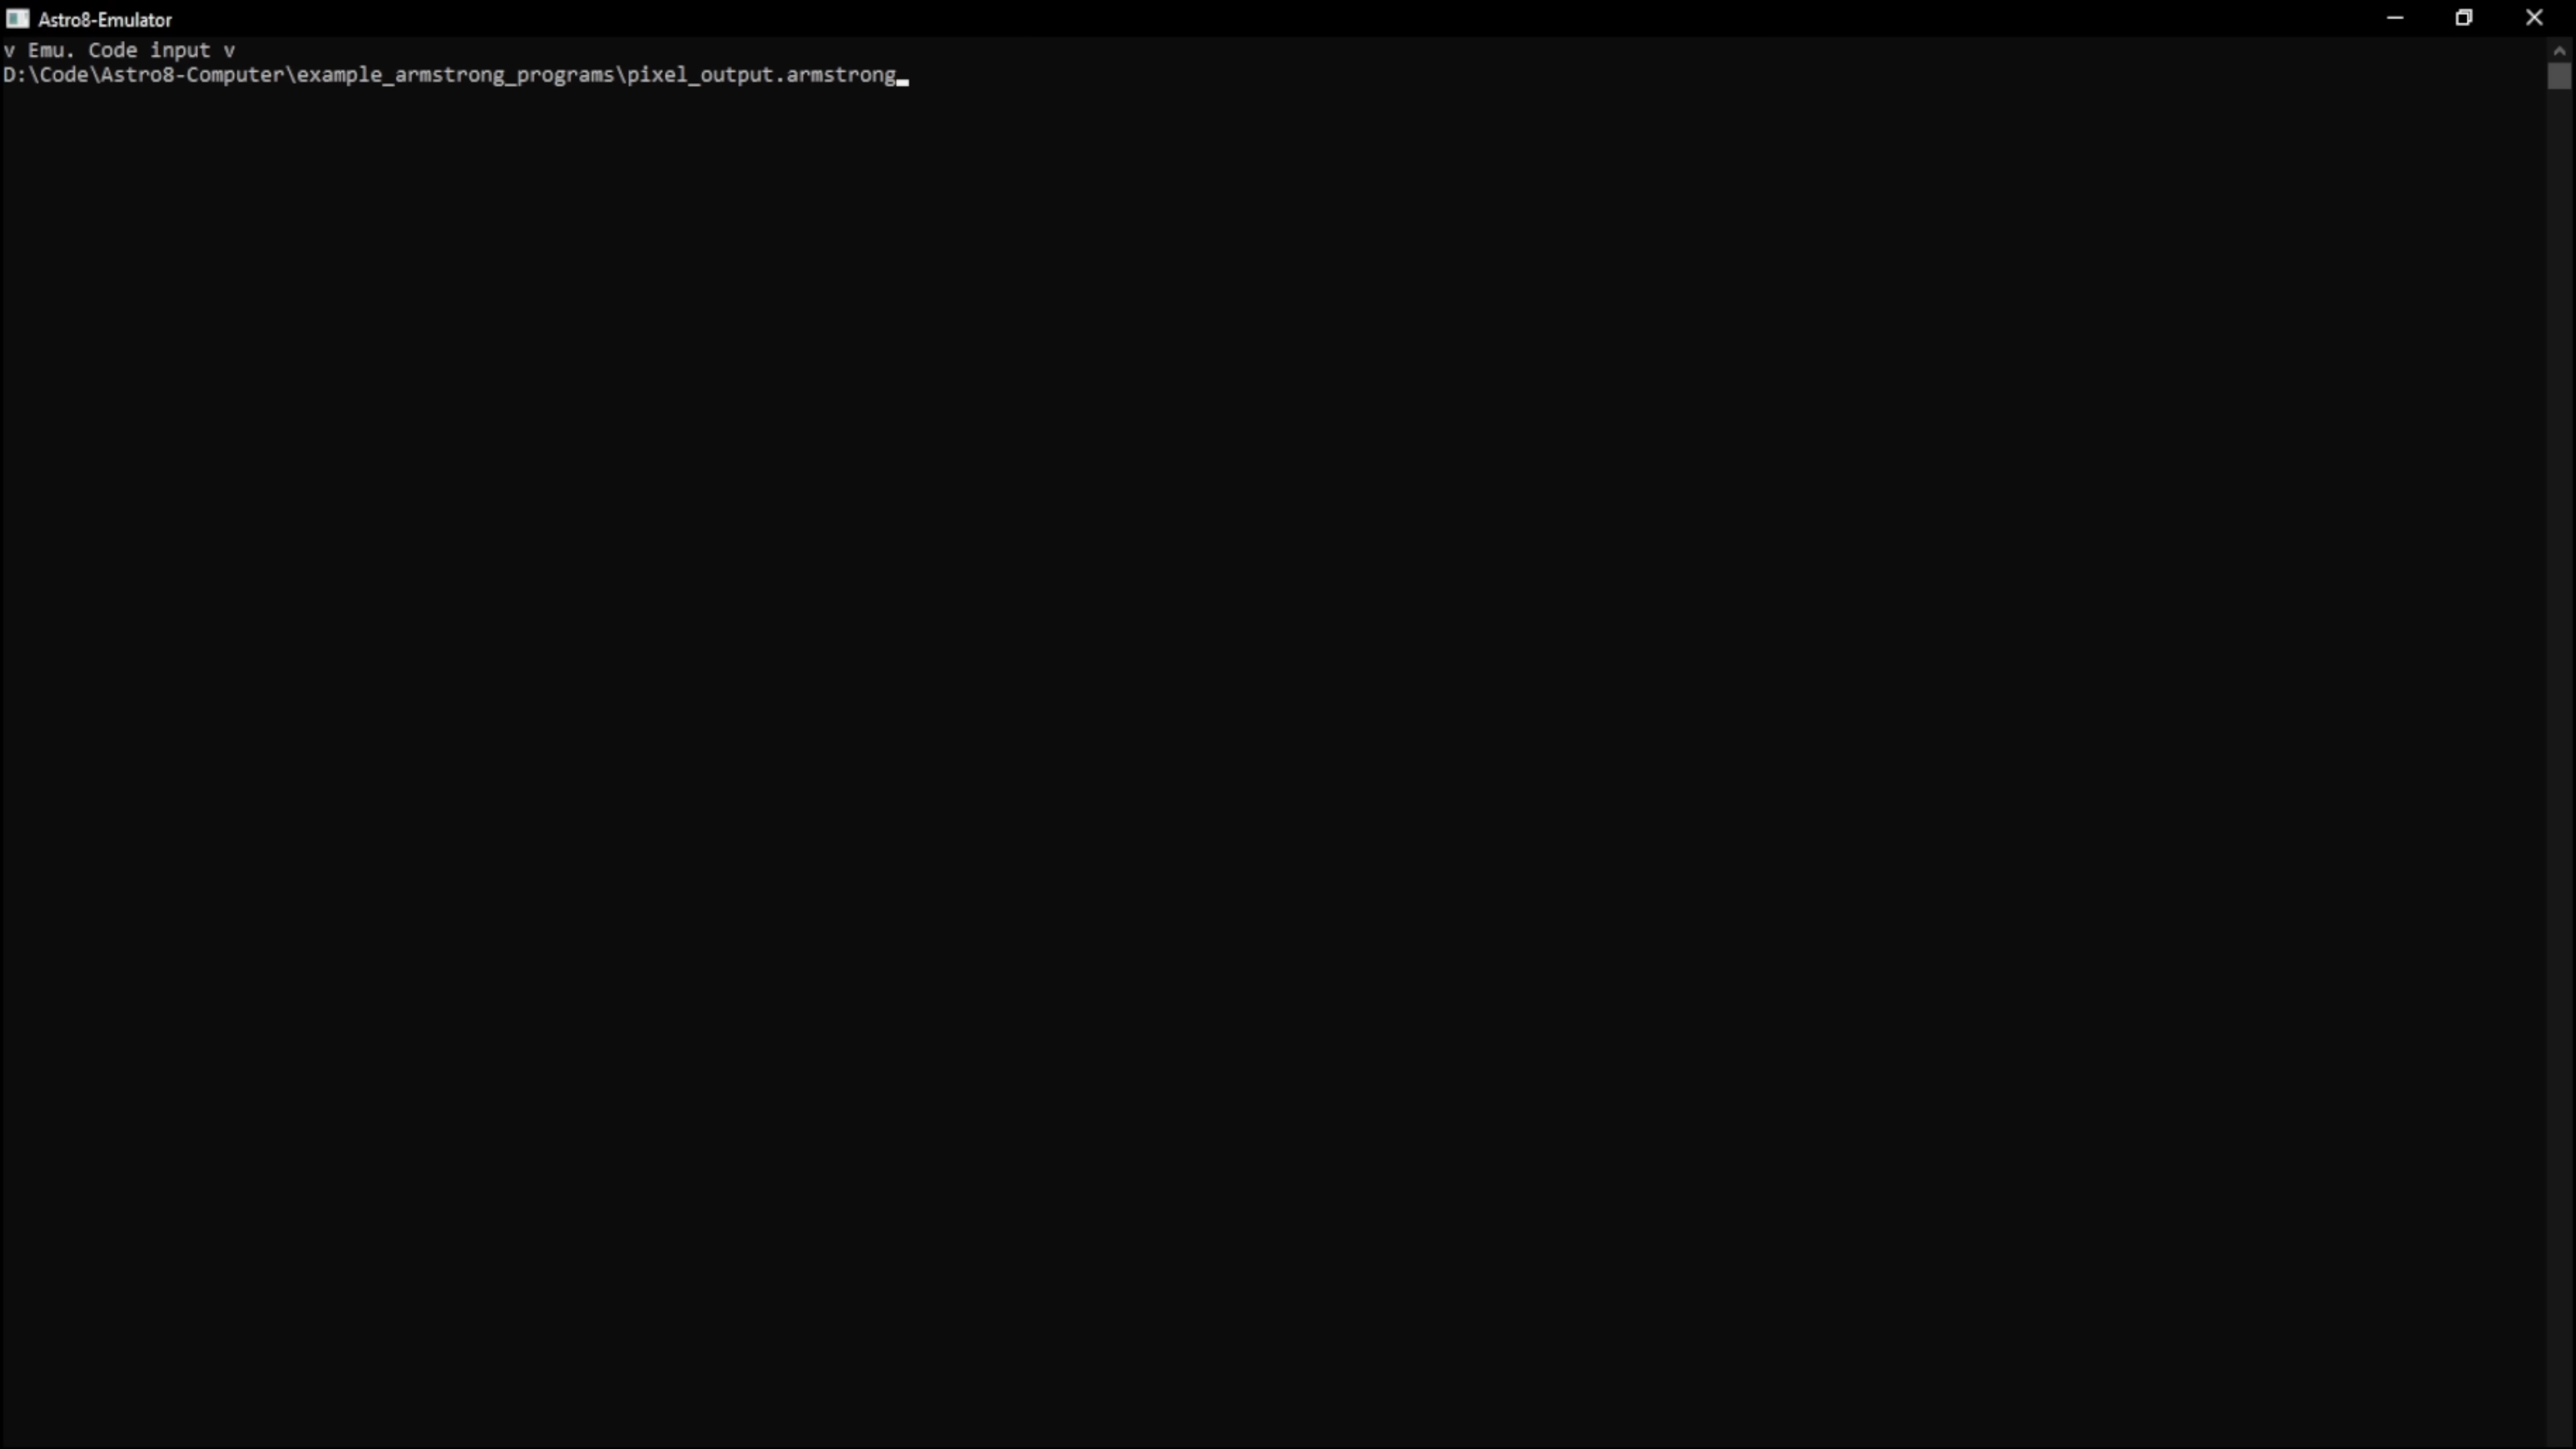 Astro8-Emulator
v Emu. Code input v
D:\Code\Astro8-Computer\example_armstrong_programs\pixel_output.armstrong